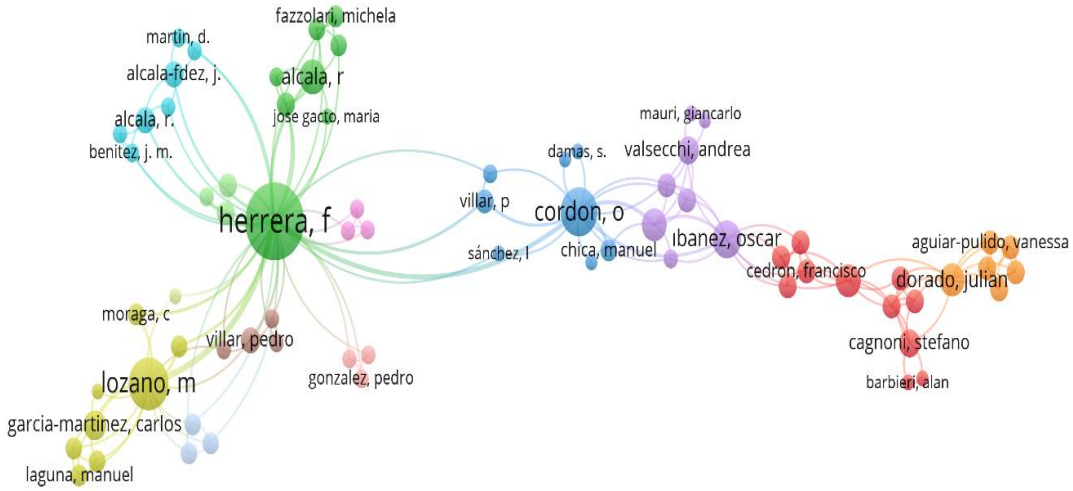 fazzolari, michela
martin, d.
alcala-fdez, j.
alcala, r
alcala, r.
jose gacto, maria
benitez, j. m.
mauri, giancarlo
damas, s.
valsecchi, andrea
villar, p
herrera, f
cordon, o
sánchez, l
chica, manuel
ıbanez, oscar
aguiar-pulido, vanessa
cedron, francisco
dorado, julian
moraga, c
villar, pedro
cagnoni, stefano
gonzalez, pedro
barbieri, alan
lozano, m
garcia-martinez, carlos
laguna, manuel